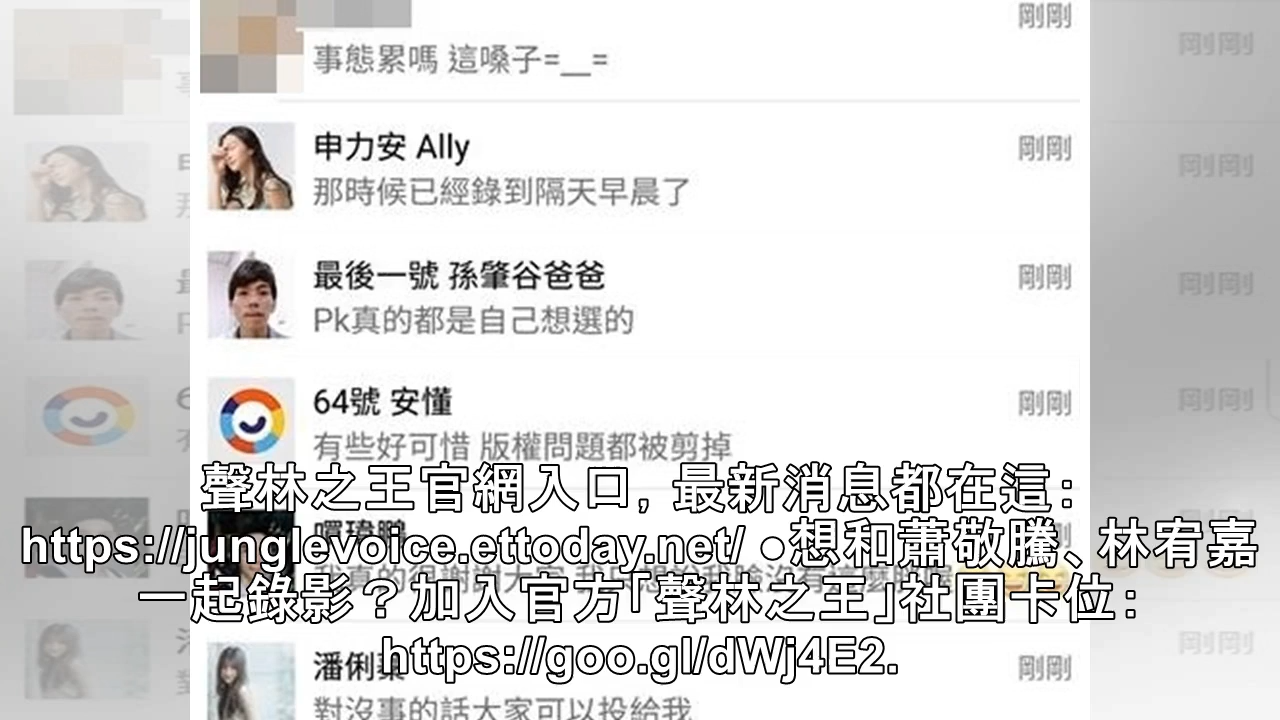 剛剛
事態累嗎 這嗓子=__=
申力安 Ally 剛剛
那時候已經錄到隔天早晨了
最後一號 孫肇谷爸爸 剛剛
Pk真的都是自己想選的
64號 安懂 剛剛
有些好可惜 版權問題都被剪掉
聲林之王官網入口, 最新消息都在這:
https://junglevoice.ettoday.net/ ●想和蕭敬騰、林宥嘉
一起錄影？加入官方「聲林之王」社團卡位:
https://goo.gl/dWj4E2.
潘俐 剛剛
對沒事的話大家可以投給我